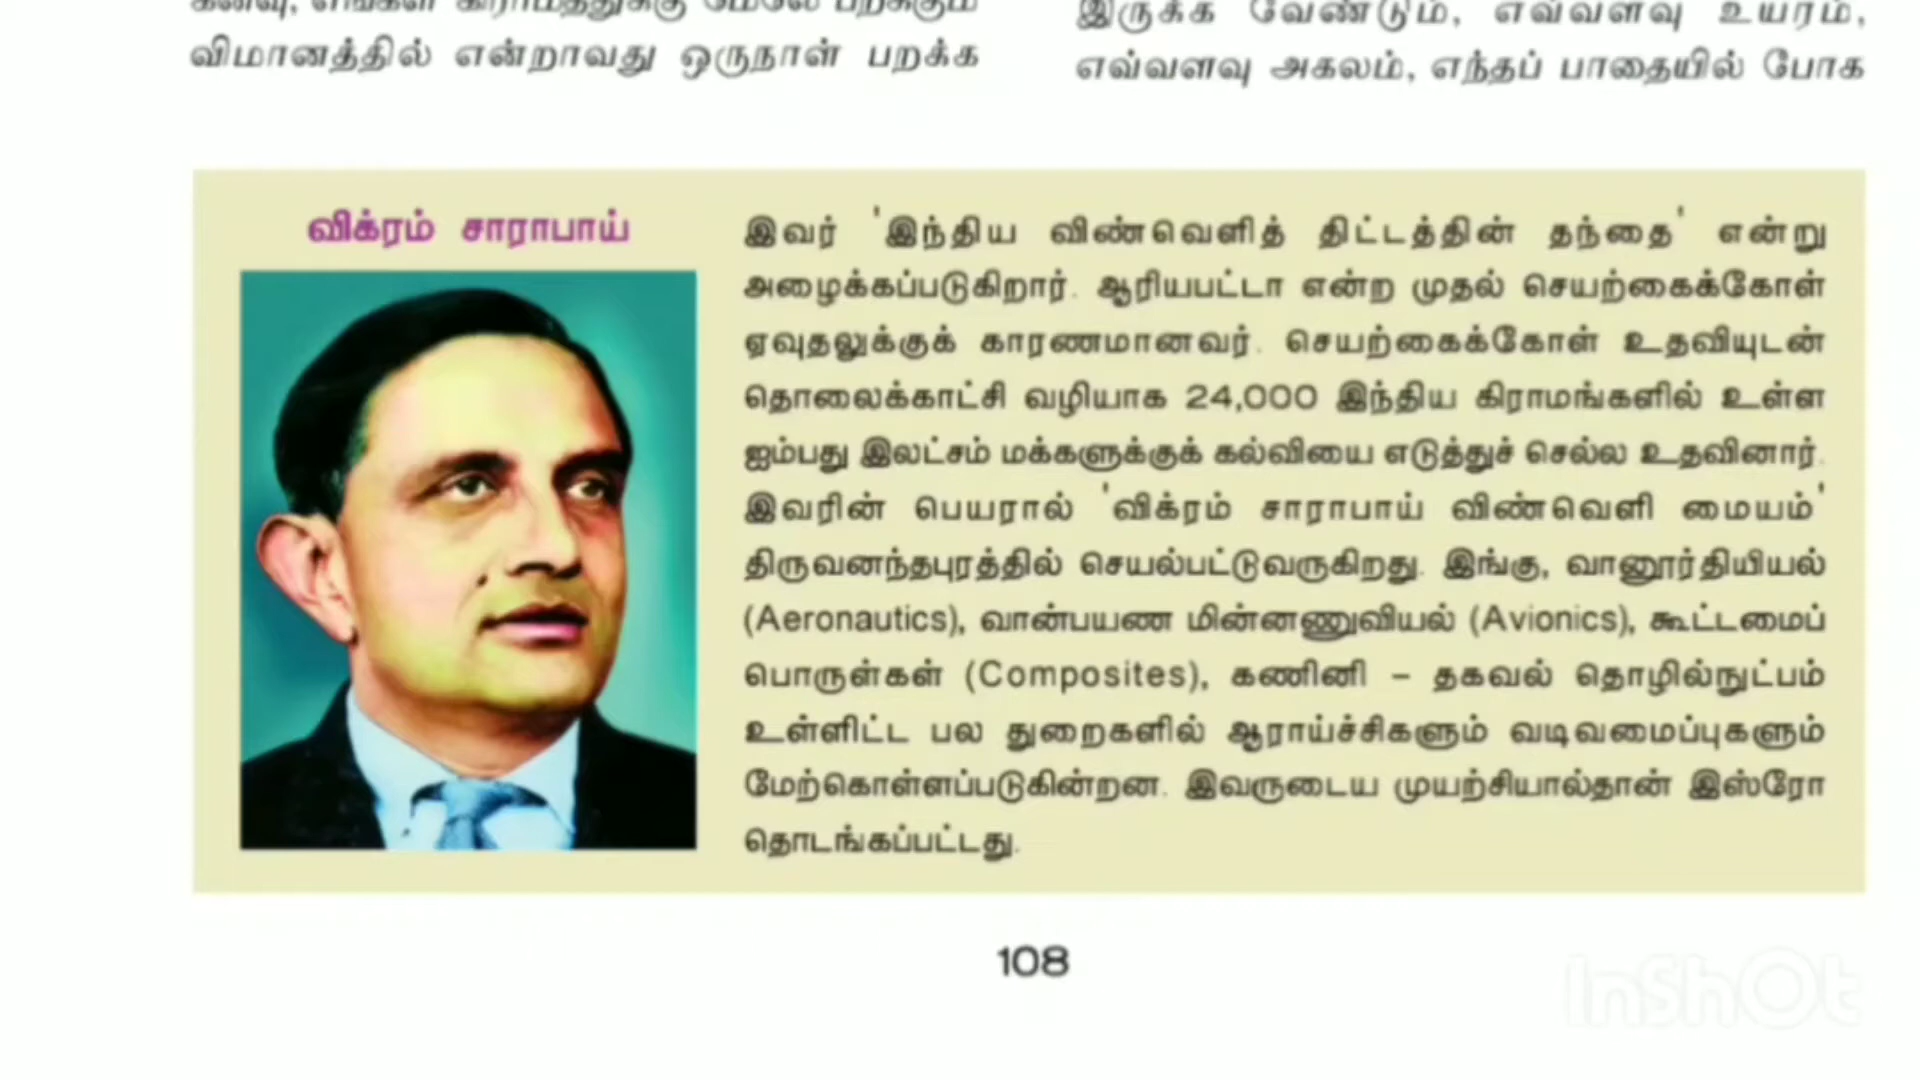 கனவு, எங்கள் கிராமத்துக்கு மேலே பறக்கும்
விமானத்தில் என்றாவது ஒருநாள் பறக்க
இருக்க வேண்டும், எவ்வளவு உயரம்,
எவ்வளவு அகலம், எந்தப் பாதையில் போக
விக்ரம் சாராபாய்
இவர் 'இந்திய விண்வெளித் திட்டத்தின் தந்தை' என்று
அழைக்கப்படுகிறார். ஆரியபட்டா என்ற முதல் செயற்கைக்கோள்
ஏவுதலுக்குக் காரணமானவர். செயற்கைக்கோள் உதவியுடன்
தொலைக்காட்சி வழியாக 24,000 இந்திய கிராமங்களில் உள்ள
ஐம்பது இலட்சம் மக்களுக்குக் கல்வியை எடுத்துச் செல்ல உதவினார்.
இவரின் பெயரால் 'விக்ரம் சாராபாய் விண்வெளி மையம்'
திருவனந்தபுரத்தில் செயல்பட்டுவருகிறது. இங்கு, வானூர்தியியல்
(Aeronautics), வான்பயண மின்னணுவியல் (Avionics), கூட்டமைப்
பொருள்கள் (Composites), கணினி – தகவல் தொழில்நுட்பம்
உள்ளிட்ட பல துறைகளில் ஆராய்ச்சிகளும் வடிவமைப்புகளும்
மேற்கொள்ளப்படுகின்றன. இவருடைய முயற்சியால்தான் இஸ்ரோ
தொடங்கப்பட்டது.
108
InShOt